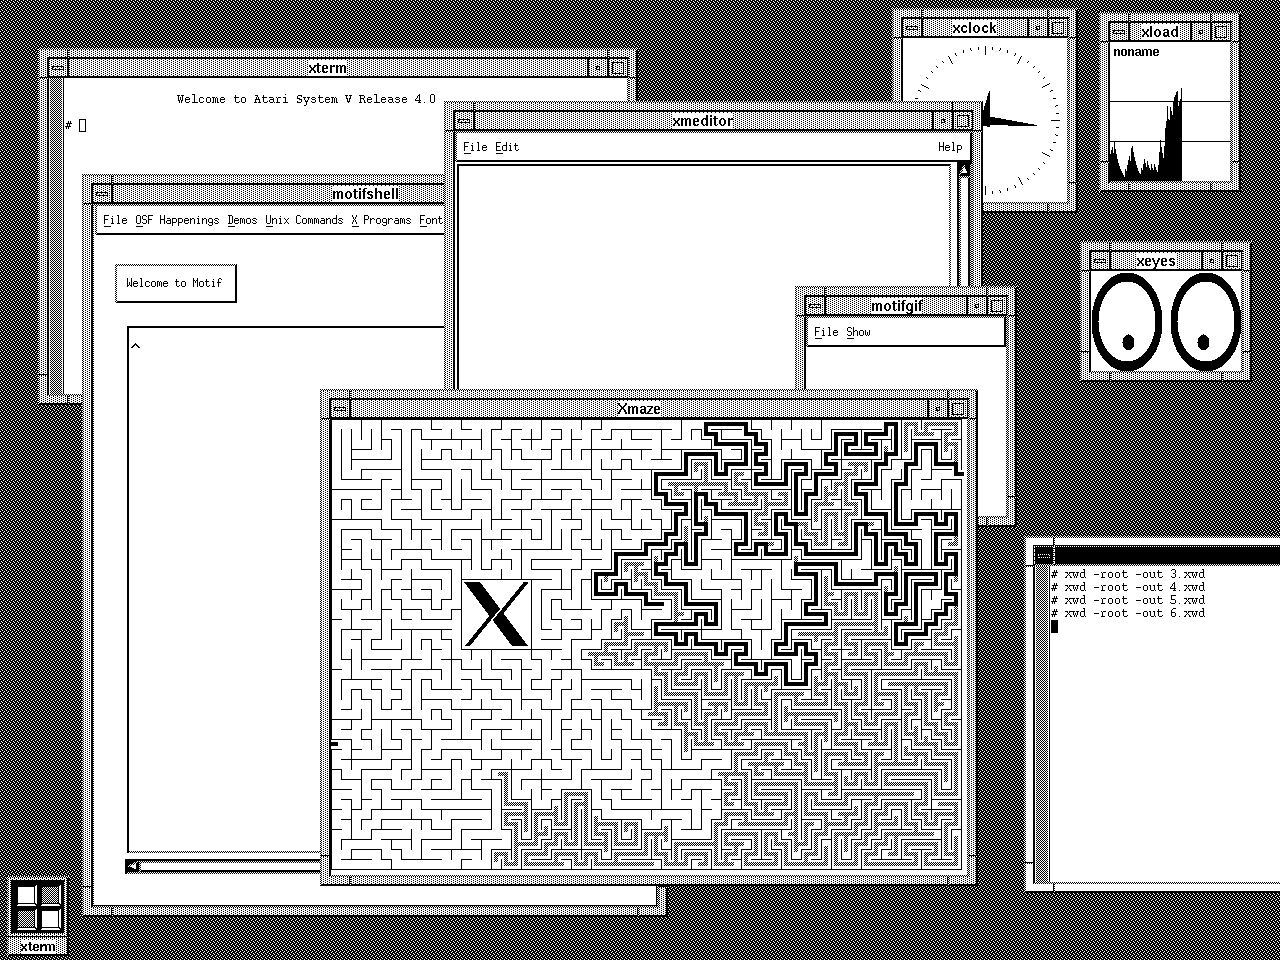 xclock
xload
noname
xterm
Welcome to Atari System V Release 4.0
#
xmeditor
File Edit Help
motifshell
File OSF Happenings Demos Unix Commands X Programs Font
Welcome to Motif
xeyes
motifgif
File Show
Xmaze
X
# xwd -root -out 3.xwd
# xwd -root -out 4.xwd
# xwd -root -out 5.xwd
# xwd -root -out 6.xwd
xterm